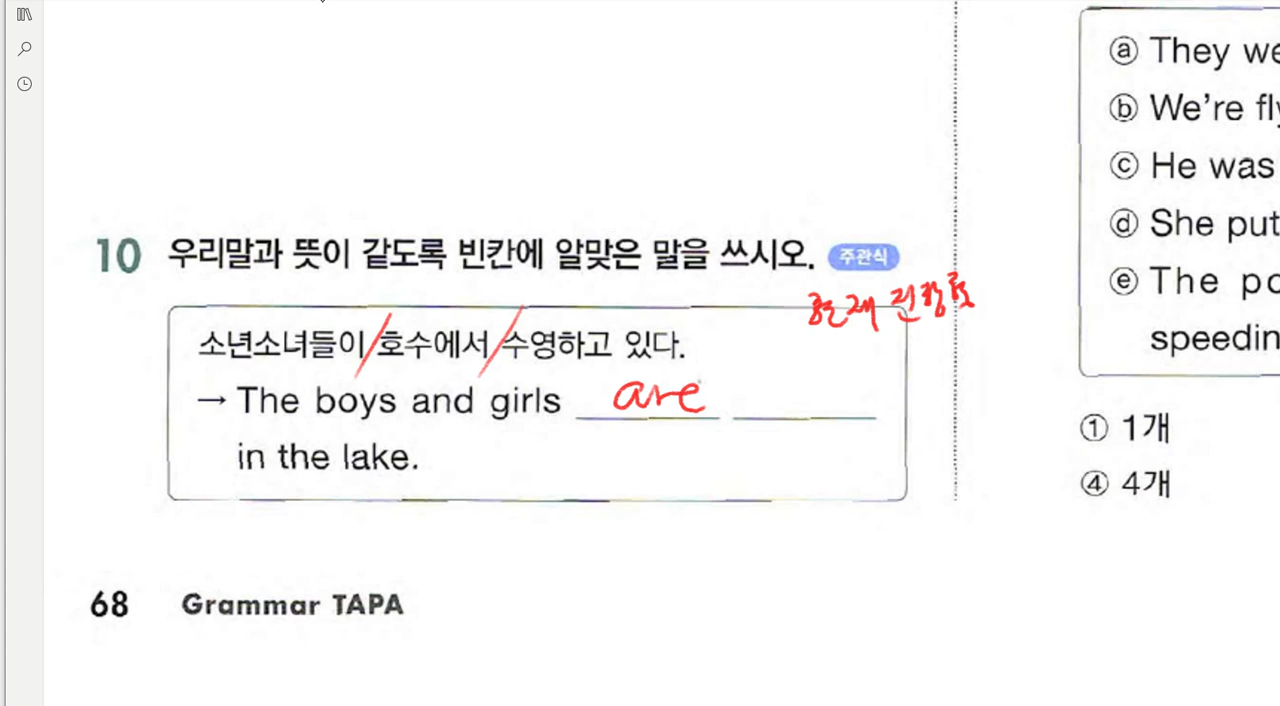 10 우리말과 뜻이 같도록 빈칸에 알맞은 말을 쓰시오. 주관식
현재 진행형
소년소녀들이/호수에서/수영하고 있다.
→ The boys and girls are
in the lake.
68 Grammar TAPA
ⓐ They we
ⓑ We're fly
ⓒ He was
ⓓ She put
ⓔ The po
speedin
① 1개
④ 4개